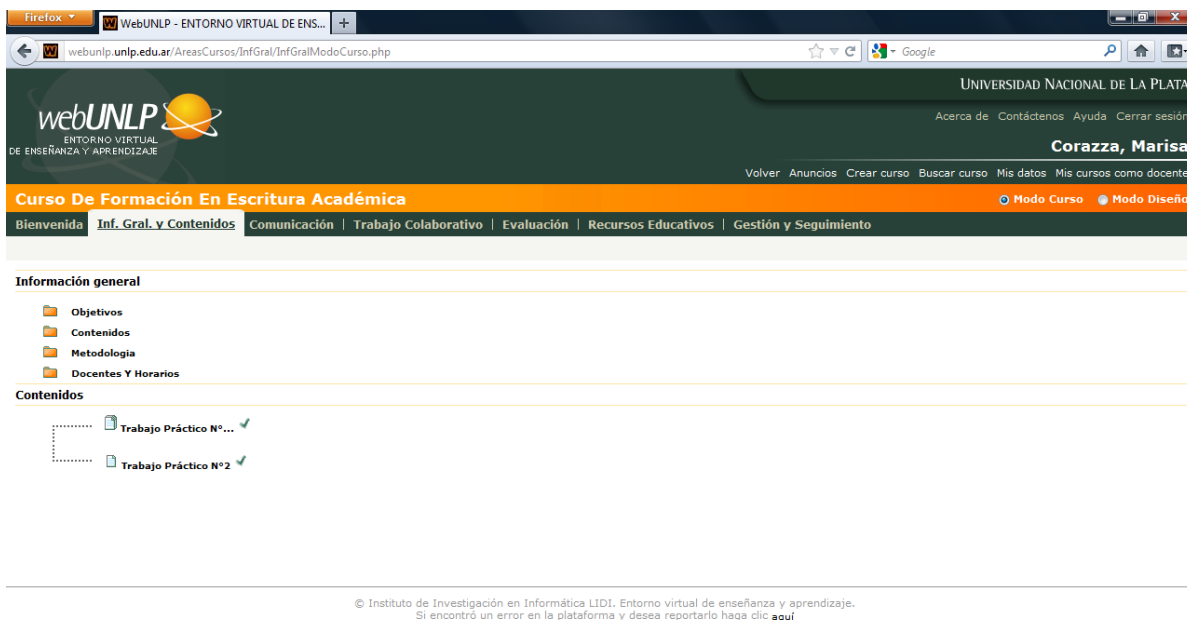 Firefox
WebUNLP - ENTORNO VIRTUAL DE ENS...
webunlp.unlp.edu.ar/AreasCursos/InfGral/InfGralModoCurso.php
Google
UNIVERSIDAD NACIONAL DE LA PLATA
webUNLP
ENTORNO VIRTUAL
DE ENSEÑANZA Y APRENDIZAJE
Acerca de Contáctenos Ayuda Cerrar sesión
Corazza, Marisa
Volver Anuncios Crear curso Buscar curso Mis datos Mis cursos como docente
Curso De Formación En Escritura Académica
Modo Curso Modo Diseño
Bienvenida Inf. Gral. y Contenidos Comunicación | Trabajo Colaborativo | Evaluación | Recursos Educativos | Gestión y Seguimiento
Información general
Objetivos
Contenidos
Metodologia
Docentes Y Horarios
Contenidos
Trabajo Práctico Nº...
Trabajo Práctico Nº2
© Instituto de Investigación en Informática LIDI. Entorno virtual de enseñanza y aprendizaje.
Si encontró un error en la plataforma y desea reportarlo haga clic aquí